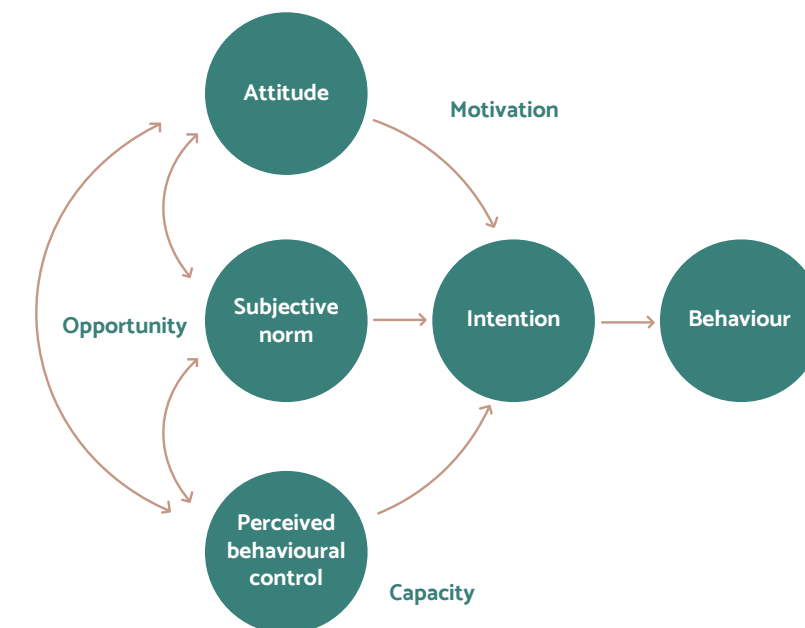 Attitude
Motivation
Opportunity
Subjective
norm
Intention
Behaviour
Perceived
behavioural
control
Capacity